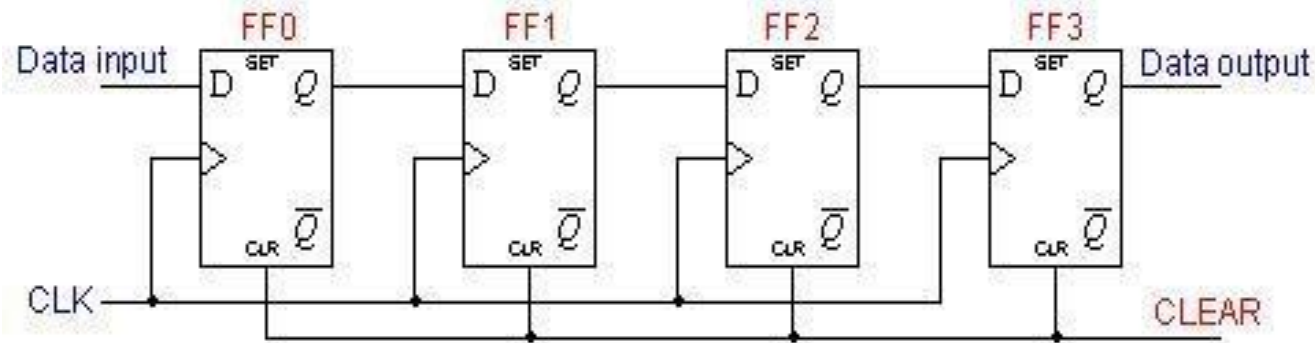 FF0 FF1 FF2 FF3
Data input SET SET SET SET Data output
D Q D Q D Q D Q
Q̅ Q̅ Q̅ Q̅
CLR CLR CLR CLR
CLK
CLEAR